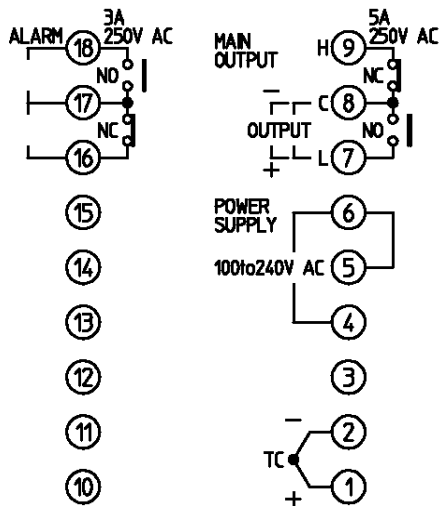 3A
250V AC
ALARM 18
NO
17
NC
16
15
14
13
12
11
10
5A
250V AC
MAIN
OUTPUT
H 9
NC
− C 8
OUTPUT
NO
+ L 7
POWER
SUPPLY
6
100to240V AC 5
4
3
− 2
TC
+ 1